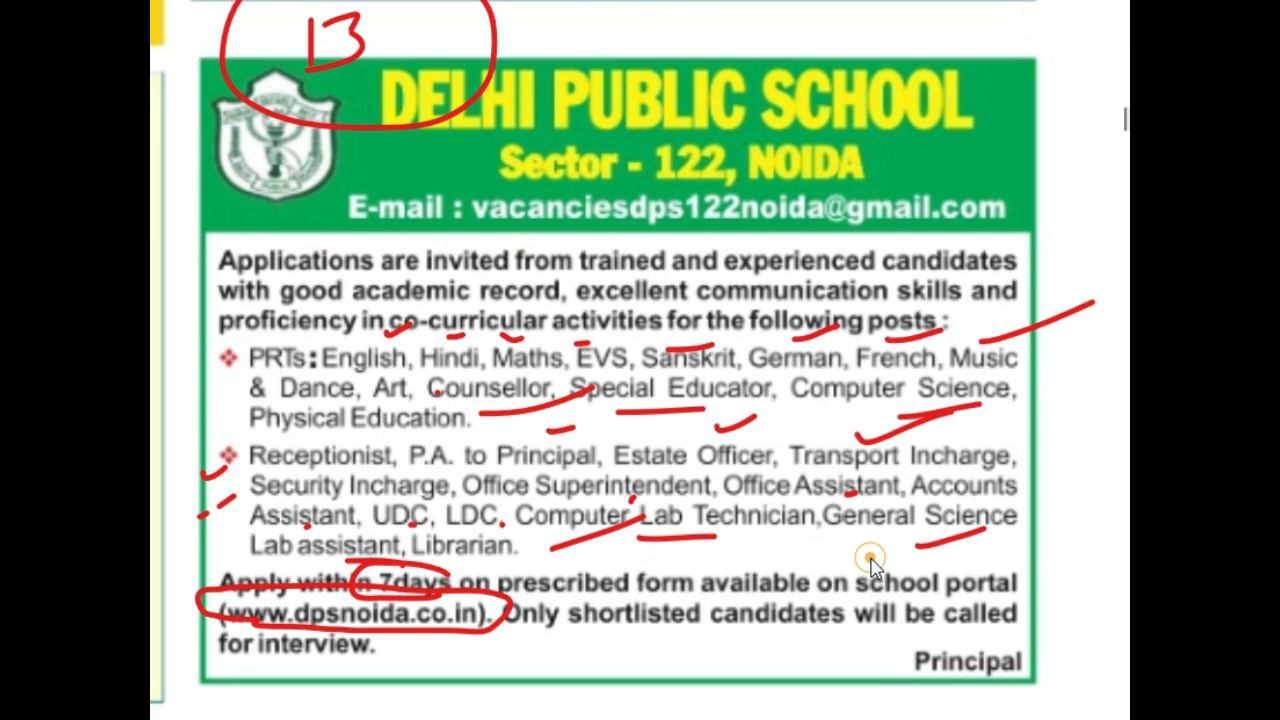 13
DELHI PUBLIC SCHOOL
Sector - 122, NOIDA
E-mail : vacanciesdps122noida@gmail.com
Applications are invited from trained and experienced candidates
with good academic record, excellent communication skills and
proficiency in co-curricular activities for the following posts :
❖ PRTs : English, Hindi, Maths, EVS, Sanskrit, German, French, Music
& Dance, Art, Counsellor, Special Educator, Computer Science,
Physical Education.
❖ Receptionist, P.A. to Principal, Estate Officer, Transport Incharge,
Security Incharge, Office Superintendent, Office Assistant, Accounts
Assistant, UDC, LDC, Computer Lab Technician,General Science
Lab assistant, Librarian.
Apply within 7days on prescribed form available on school portal
(www.dpsnoida.co.in). Only shortlisted candidates will be called
for interview.
Principal